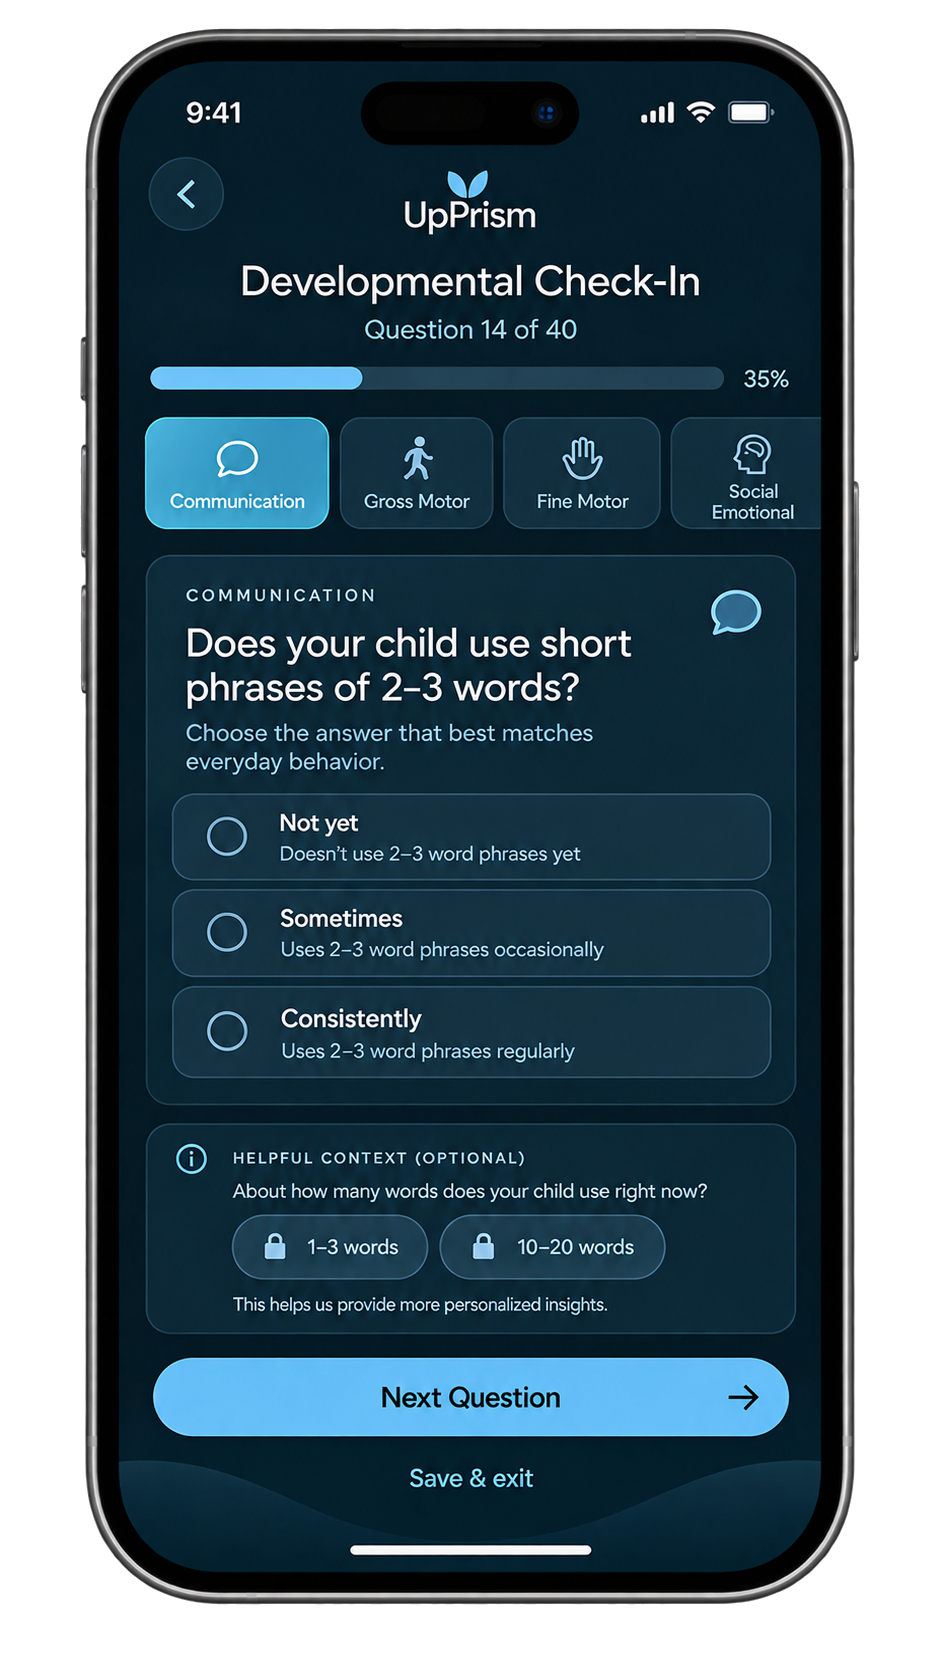 9:41
UpPrism
Developmental Check-In
Question 14 of 40
35%
Communication
Gross Motor
Fine Motor
Social
Emotional
COMMUNICATION
Does your child use short
phrases of 2–3 words?
Choose the answer that best matches
everyday behavior.
Not yet
Doesn't use 2–3 word phrases yet
Sometimes
Uses 2–3 word phrases occasionally
Consistently
Uses 2–3 word phrases regularly
HELPFUL CONTEXT (OPTIONAL)
About how many words does your child use right now?
1–3 words
10–20 words
This helps us provide more personalized insights.
Next Question
Save & exit